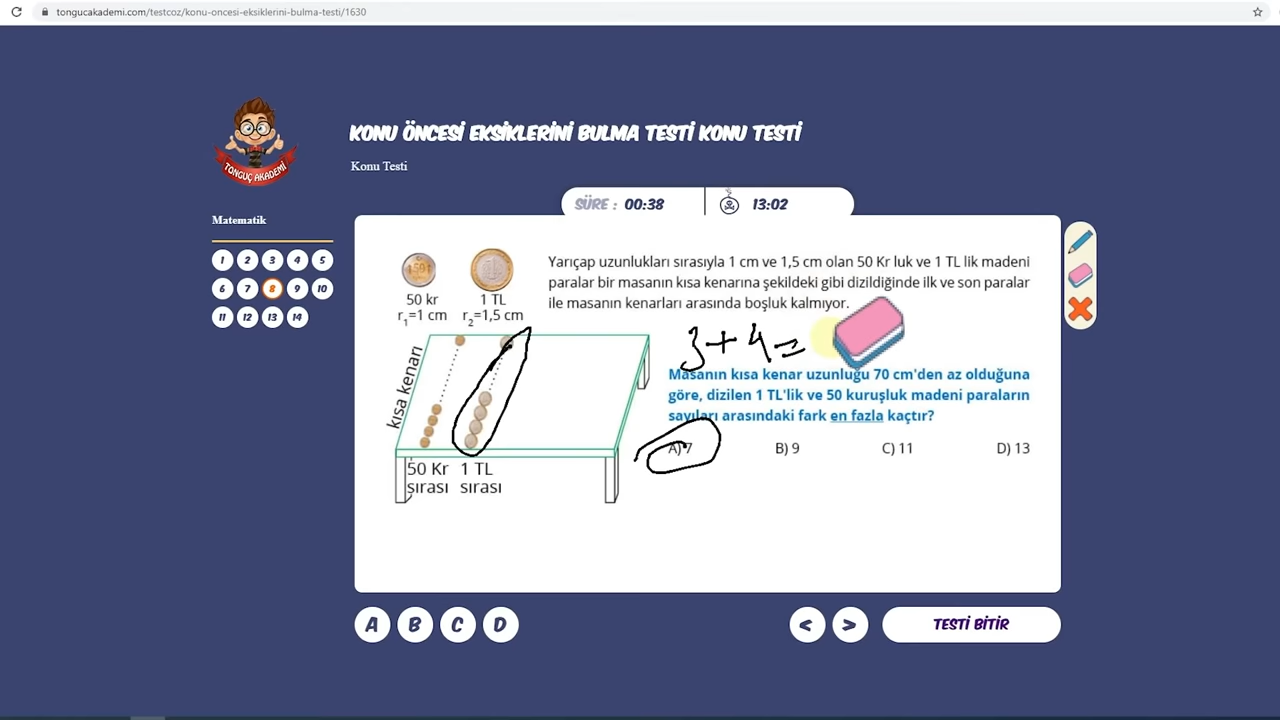 tongucakademi.com/testcoz/konu-oncesi-eksiklerini-bulma-testi/1630
KONU ÖNCESİ EKSİKLERİNİ BULMA TESTİ KONU TESTİ
Konu Testi
TONGUÇ AKADEMİ
SÜRE : 00:38
13:02
Matematik
1 2 3 4 5
6 7 8 9 10
11 12 13 14
50 kr
r1=1 cm
1 TL
r2=1,5 cm
Yarıçap uzunlukları sırasıyla 1 cm ve 1,5 cm olan 50 Kr luk ve 1 TL lik madeni
paralar bir masanın kısa kenarına şekildeki gibi dizildiğinde ilk ve son paralar
ile masanın kenarları arasında boşluk kalmıyor.
3+4=
Masanın kısa kenar uzunluğu 70 cm'den az olduğuna
göre, dizilen 1 TL'lik ve 50 kuruşluk madeni paraların
sayıları arasındaki fark en fazla kaçtır?
A) 7 B) 9 C) 11 D) 13
kısa kenarı
50 Kr sırası
1 TL sırası
A B C D
< >
TESTİ BİTİR